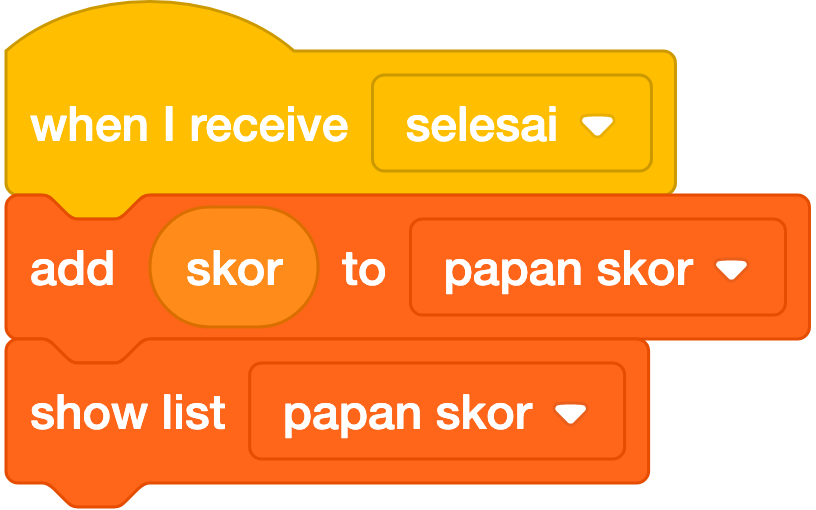 when I receive selesai
add skor to papan skor
show list papan skor